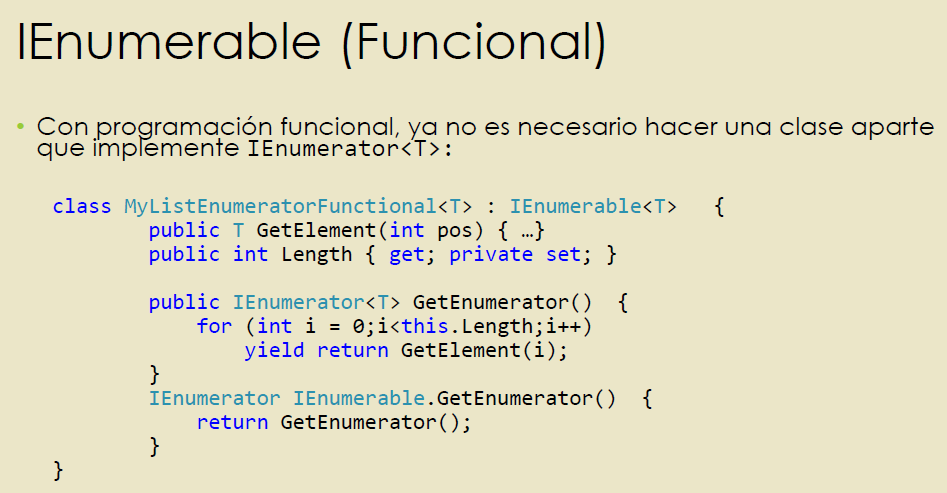 IEnumerable (Funcional)
• Con programación funcional, ya no es necesario hacer una clase aparte
que implemente IEnumerator<T>:
class MyListEnumeratorFunctional<T> : IEnumerable<T> {
public T GetElement(int pos) { …}
public int Length { get; private set; }
public IEnumerator<T> GetEnumerator() {
for (int i = 0;i<this.Length;i++)
yield return GetElement(i);
}
IEnumerator IEnumerable.GetEnumerator() {
return GetEnumerator();
}
}